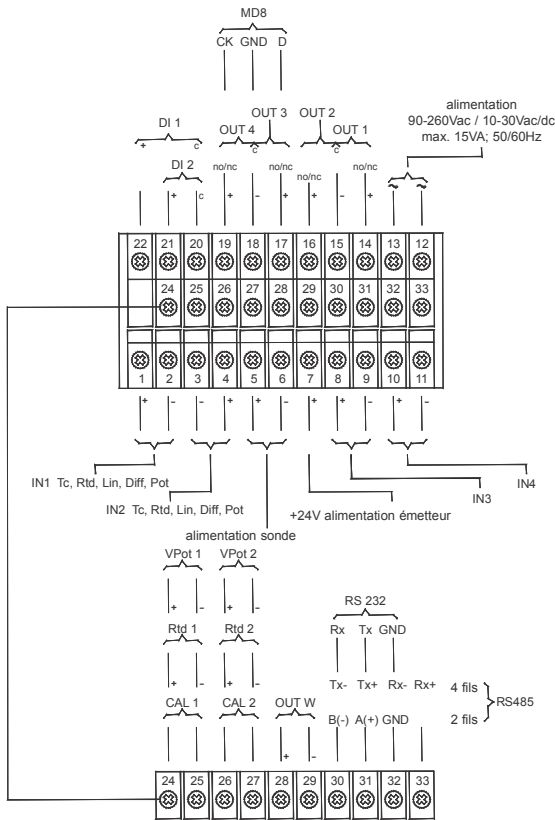 MD8
CK GND D
alimentation
90-260Vac / 10-30Vac/dc
max. 15VA; 50/60Hz
OUT 3 OUT 2
DI 1 OUT 4 OUT 1
+ c c c
DI 2 no/nc no/nc no/nc no/nc
+ c + - + + - + ~ ~
22 21 20 19 18 17 16 15 14 13 12
24 25 26 27 28 29 30 31 32 33
1 2 3 4 5 6 7 8 9 10 11
+ - - + + - + + - + -
IN1 Tc, Rtd, Lin, Diff, Pot
IN4
IN3
IN2 Tc, Rtd, Lin, Diff, Pot
+24V alimentation émetteur
alimentation sonde
VPot 1 VPot 2
+ - + -
RS 232
Rtd 1 Rtd 2 Rx Tx GND
+ - + - Tx- Tx+ Rx- Rx+ 4 fils
RS485
CAL 1 CAL 2 OUT W B(-) A(+) GND 2 fils
+ -
24 25 26 27 28 29 30 31 32 33